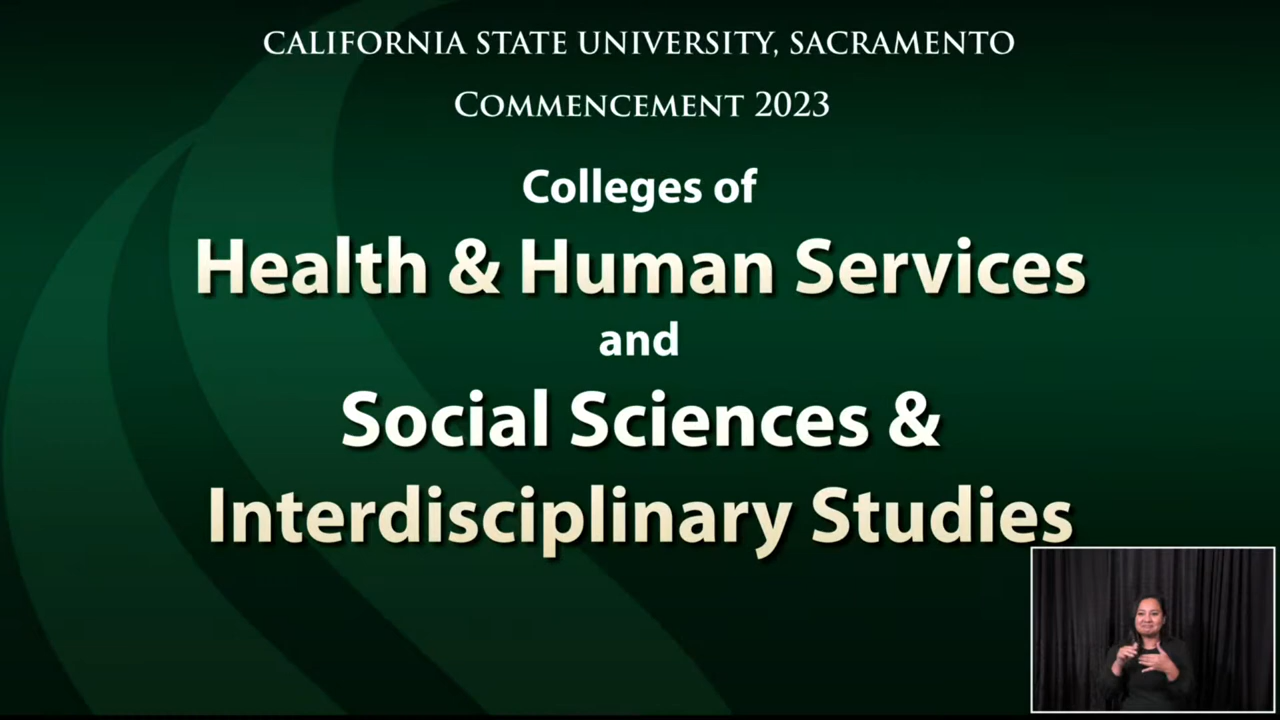 CALIFORNIA STATE UNIVERSITY, SACRAMENTO
COMMENCEMENT 2023
Colleges of
Health & Human Services
and
Social Sciences &
Interdisciplinary Studies